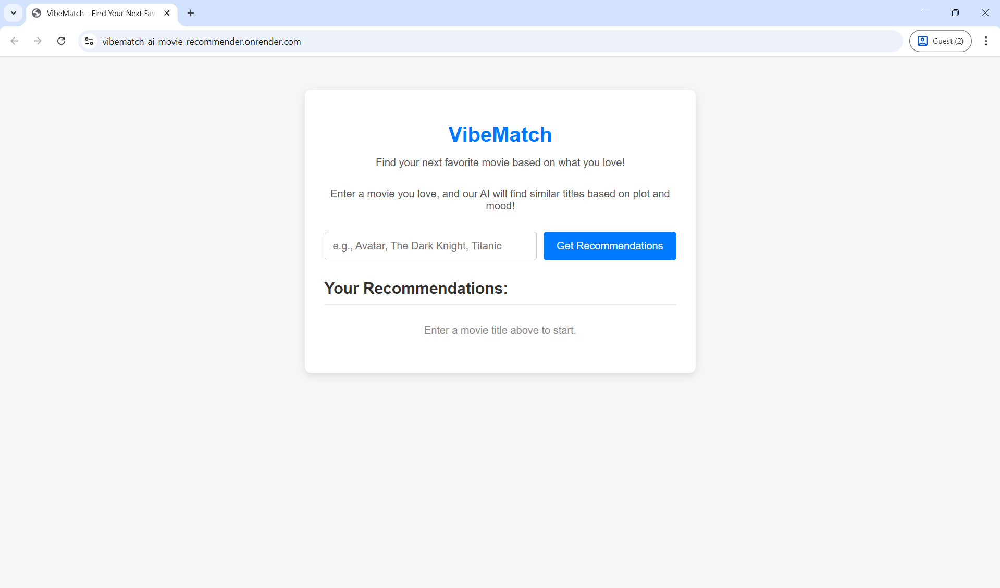 VibeMatch - Find Your Next Fav
vibematch-ai-movie-recommender.onrender.com
Guest (2)
VibeMatch
Find your next favorite movie based on what you love!
Enter a movie you love, and our AI will find similar titles based on plot and
mood!
e.g., Avatar, The Dark Knight, Titanic
Get Recommendations
Your Recommendations:
Enter a movie title above to start.